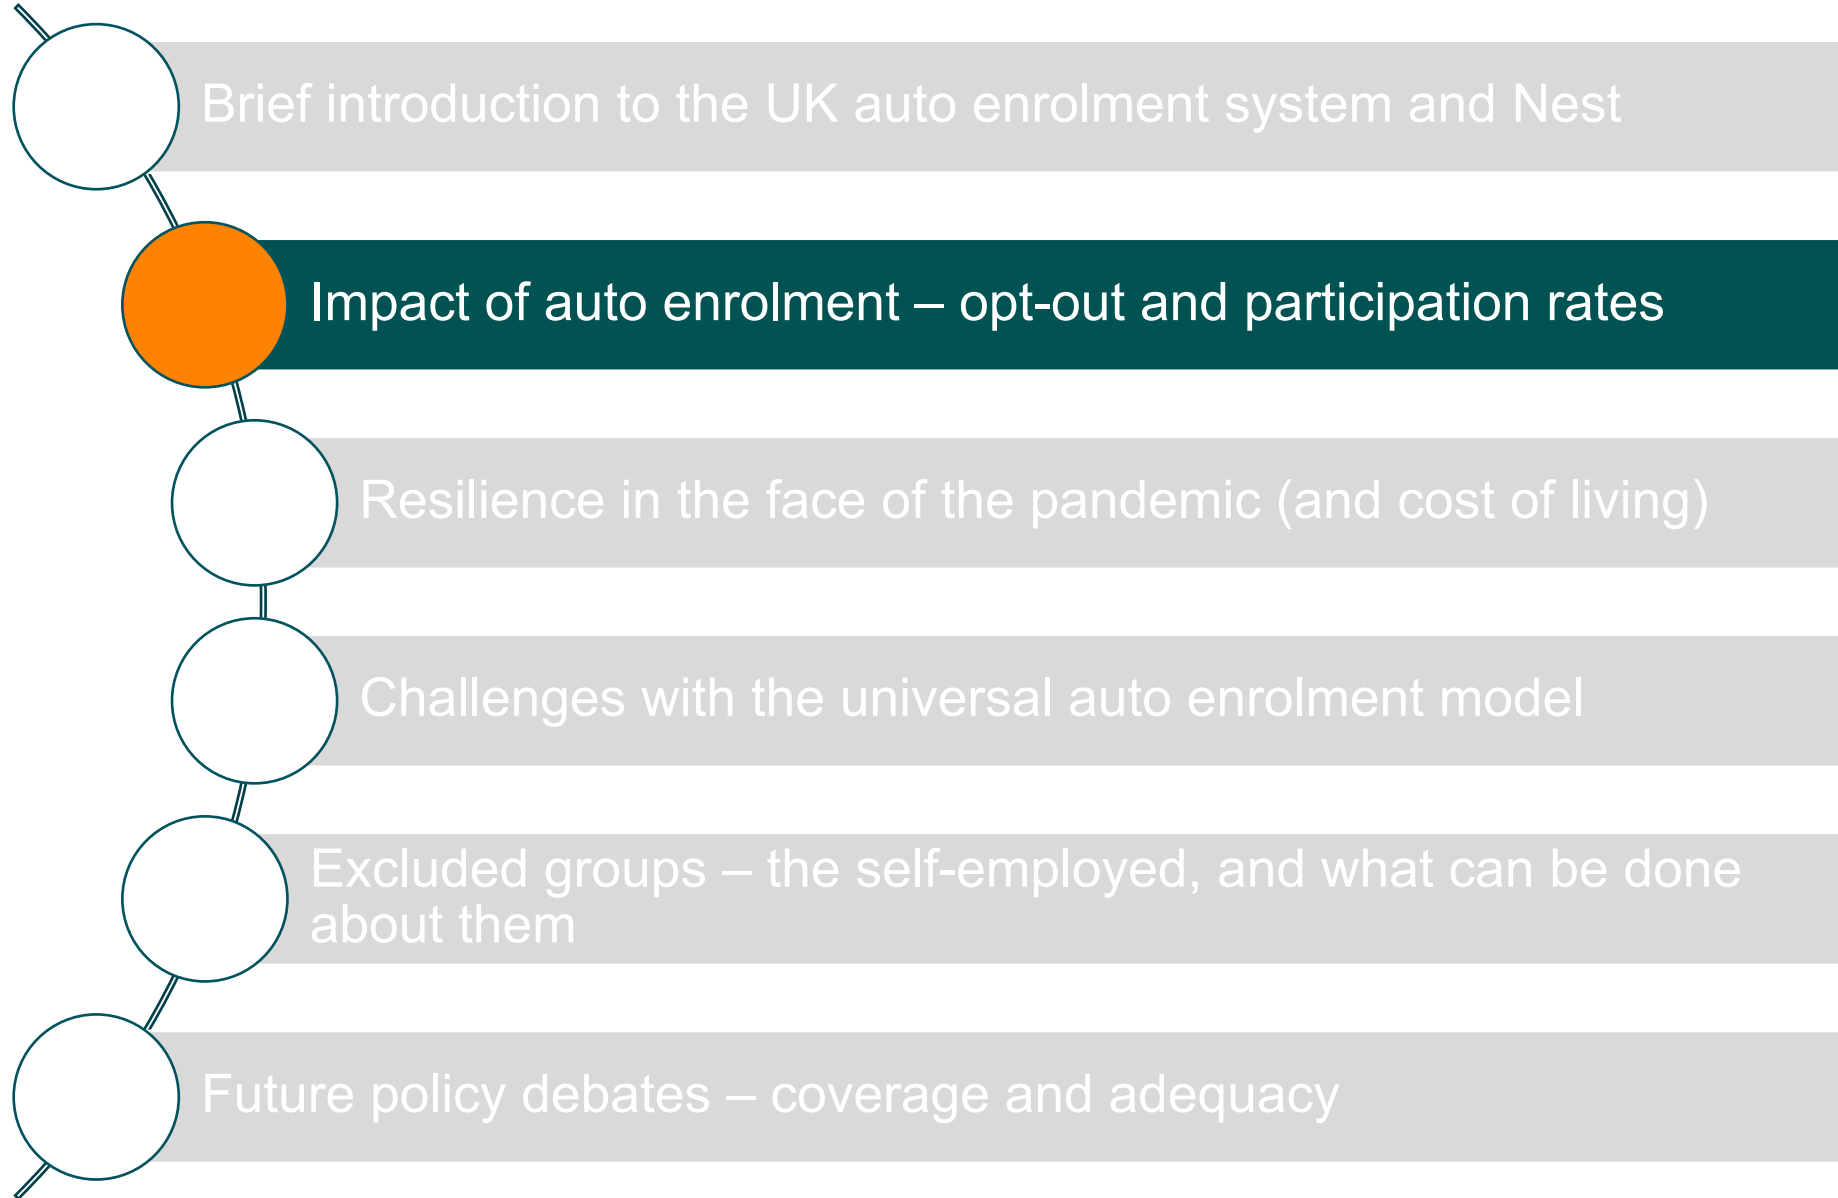 Brief introduction to the UK auto enrolment system and Nest
Impact of auto enrolment – opt-out and participation rates
Resilience in the face of the pandemic (and cost of living)
Challenges with the universal auto enrolment model
Excluded groups – the self-employed, and what can be done
about them
Future policy debates – coverage and adequacy